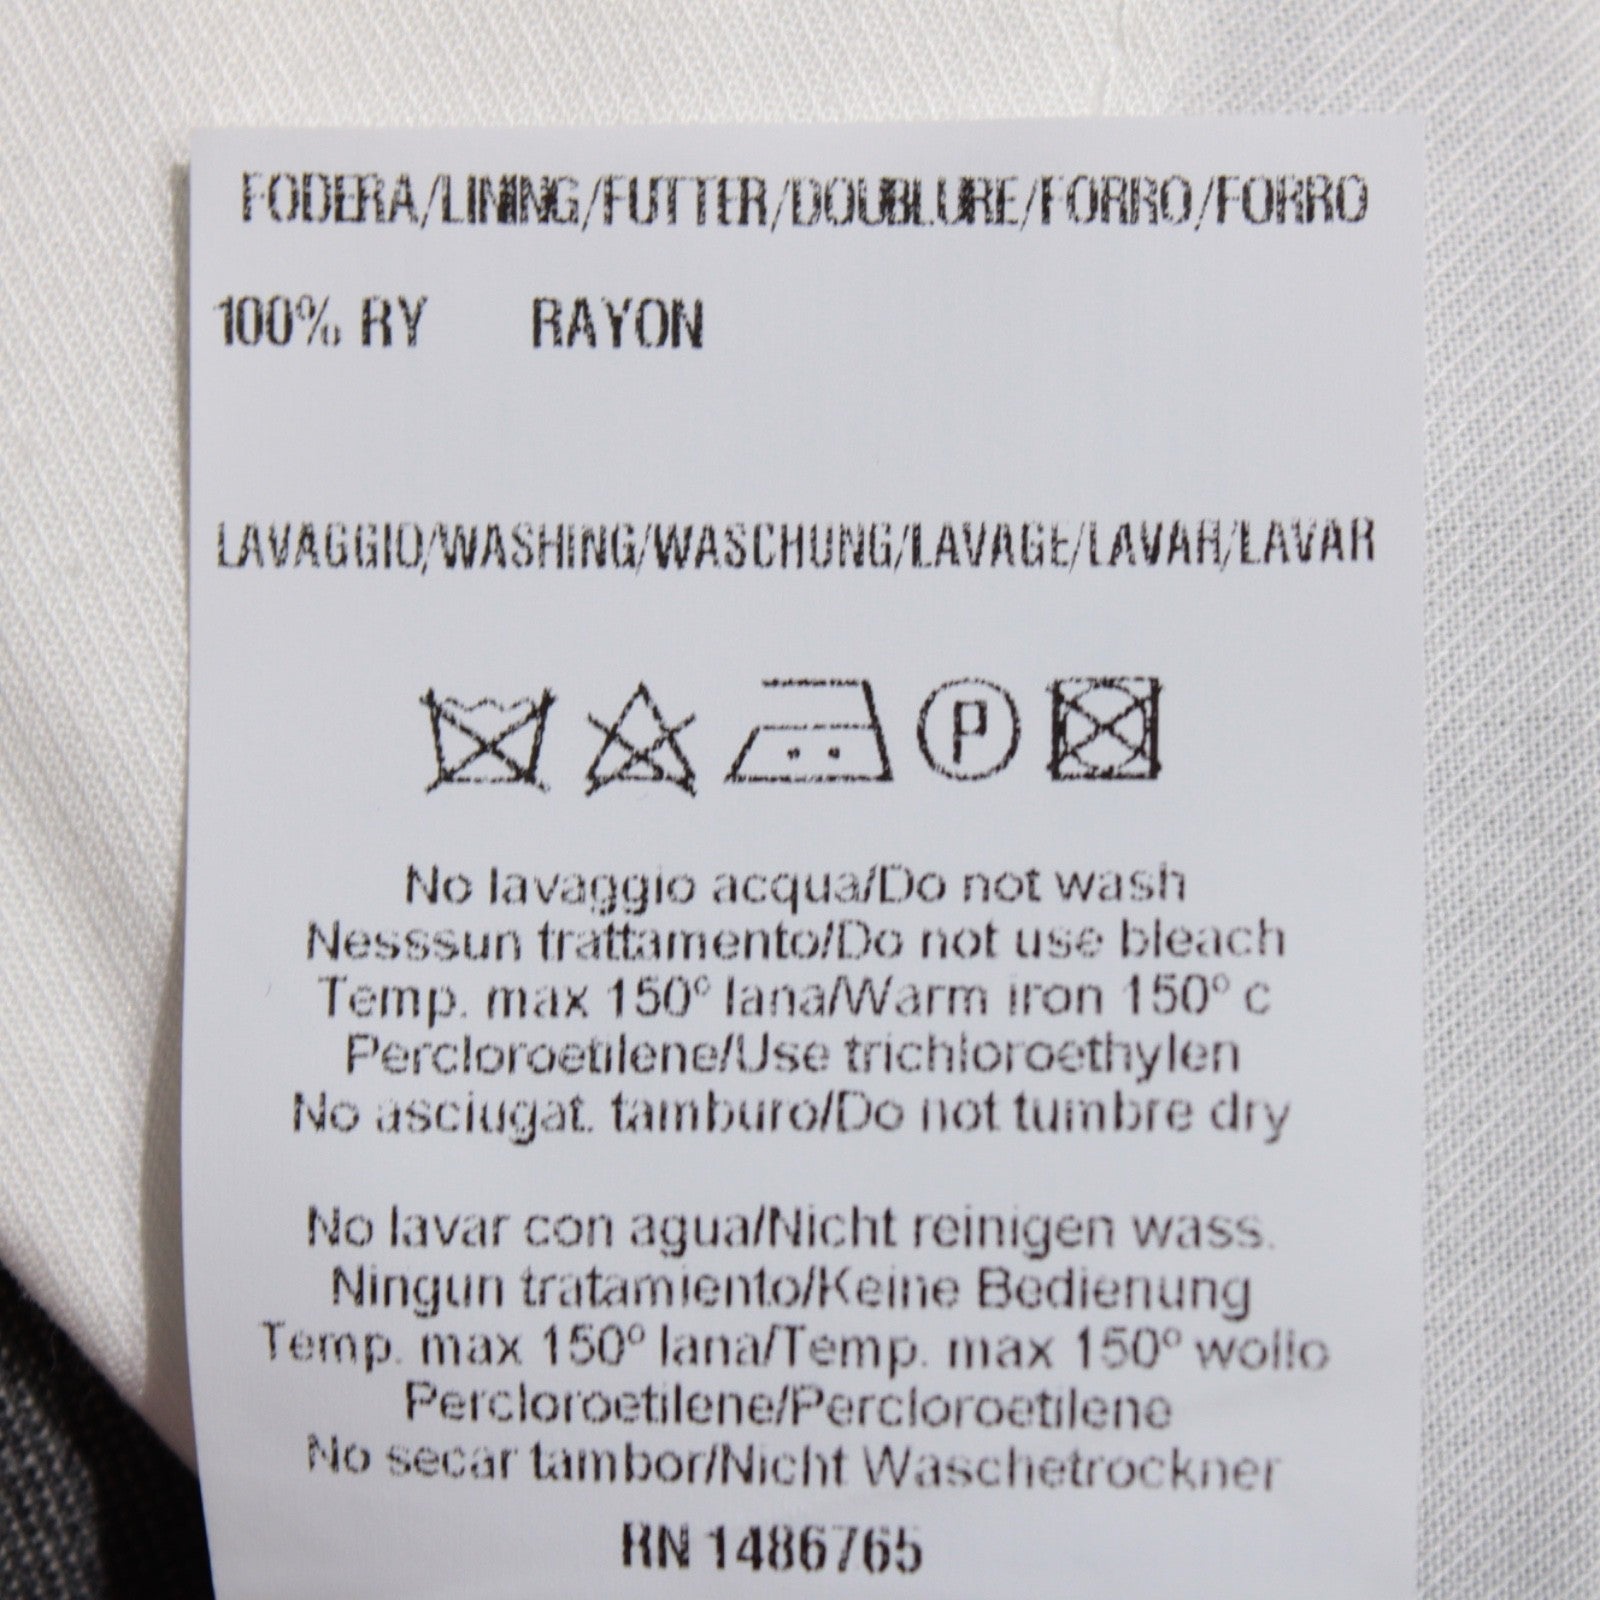 FODERA/LINING/FUTTER/DOUBLURE/FORRO/FORRO
100% RY RAYON
LAVAGGIO/WASHING/WASCHUNG/LAVAGE/LAVAR/LAVAR
P
No lavaggio acqua/Do not wash
Nesssun trattamento/Do not use bleach
Temp. max 150° lana/Warm iron 150° c
Percloroetilene/Use trichloroethylen
No asciugat. tamburo/Do not tumbre dry
No lavar con agua/Nicht reinigen wass.
Ningun tratamiento/Keine Bedienung
Temp. max 150° lana/Temp. max 150° wollo
Percloroetilene/Percloroetilene
No secar tambor/Nicht Waschetrockner
RN 1486765